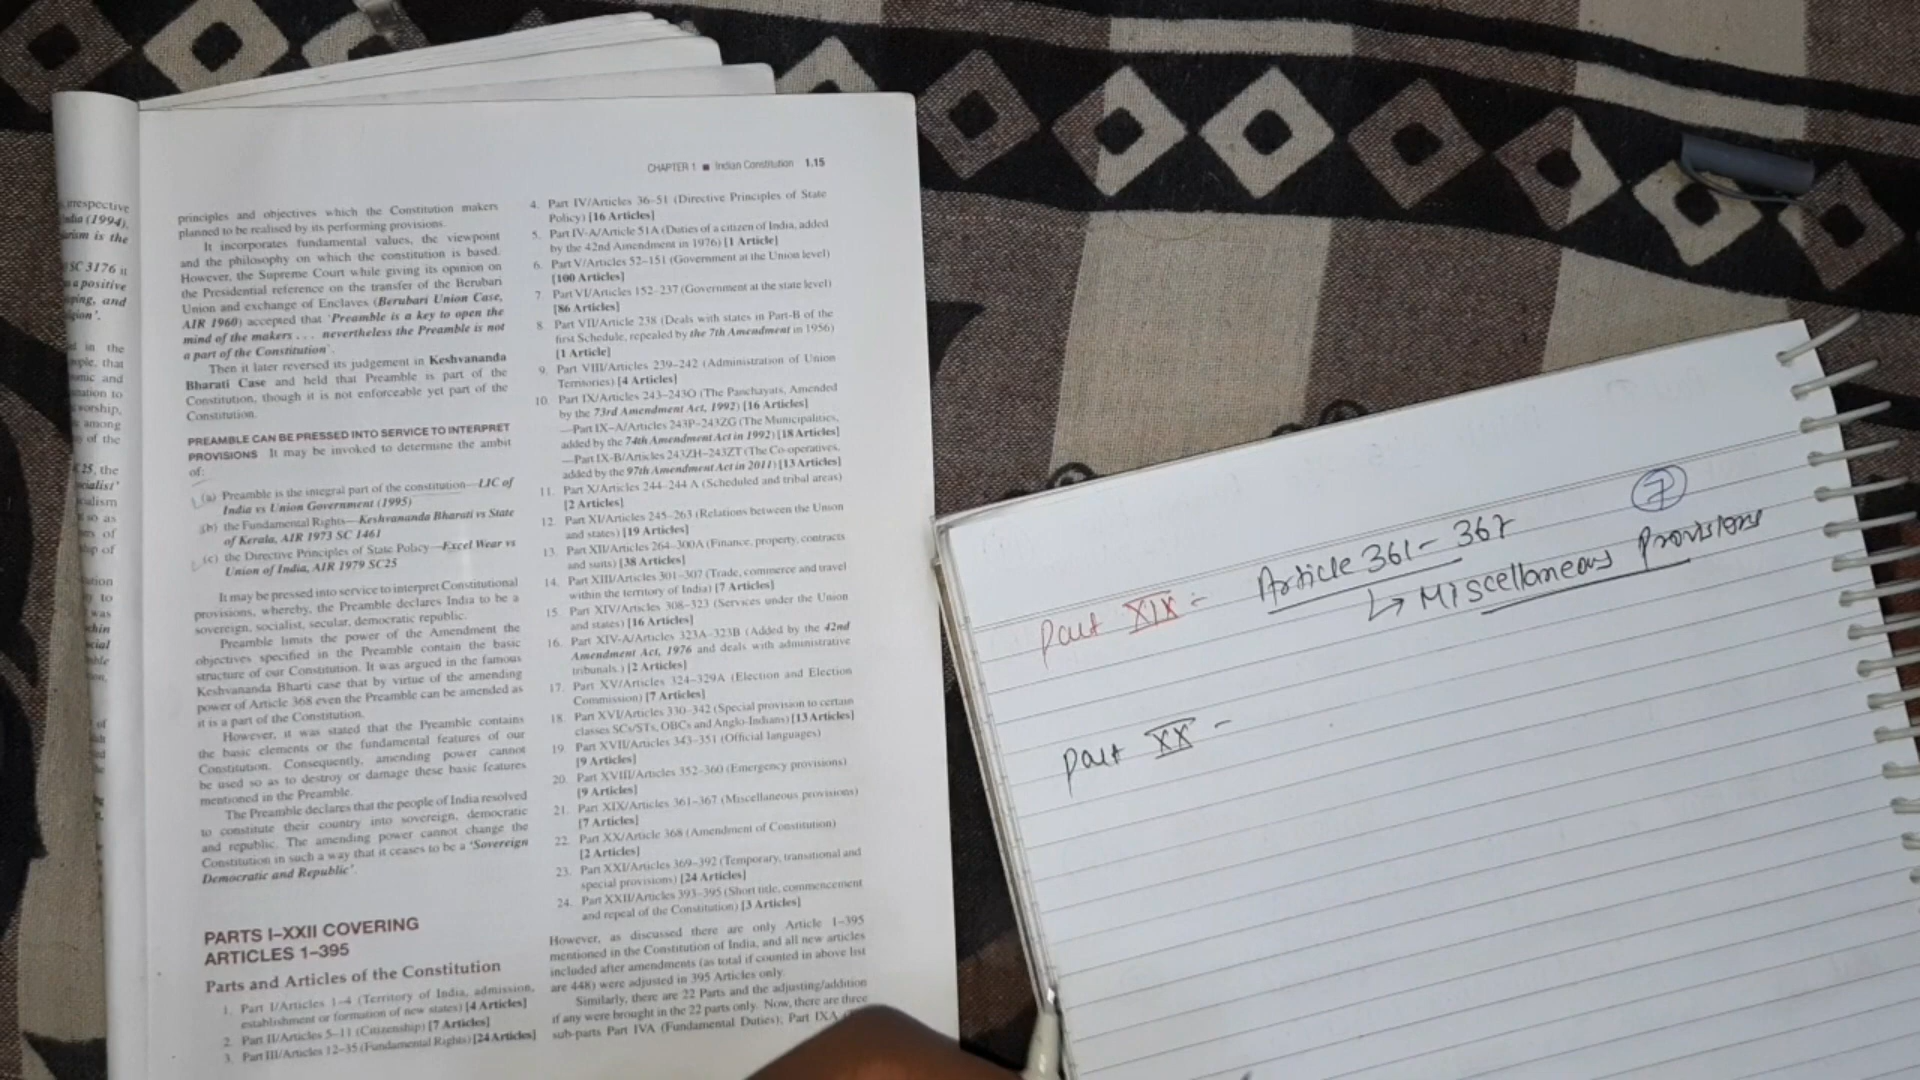 CHAPTER 1 ■ Indian Constitution 1.15
irrespective
India (1994).
arism is the
SC 3176 it
s a positive
in the
25, the
principles and objectives which the Constitution makers
planned to be realised by its performing provisions.
It incorporates fundamental values, the viewpoint
and the philosophy on which the constitution is based.
However, the Supreme Court while giving its opinion on
the Presidential reference on the transfer of the Berubari
Union and exchange of Enclaves (Berubari Union Case,
AIR 1960) accepted that ‘Preamble is a key to open the
mind of the makers . . . nevertheless the Preamble is not
a part of the Constitution’.
Then it later reversed its judgement in Keshvananda
Bharati Case and held that Preamble is part of the
Constitution, though it is not enforceable yet part of the
Constitution.
PREAMBLE CAN BE PRESSED INTO SERVICE TO INTERPRET
PROVISIONS It may be invoked to determine the ambit
of:
(a) Preamble is the integral part of the constitution—LIC of
India vs Union Government (1995)
(b) the Fundamental Rights—Keshvananda Bharati vs State
of Kerala, AIR 1973 SC 1461
(c) the Directive Principles of State Policy—Excel Wear vs
Union of India, AIR 1979 SC25
It may be pressed into service to interpret Constitutional
provisions, whereby, the Preamble declares India to be a
sovereign, socialist, secular, democratic republic.
Preamble limits the power of the Amendment the
objectives specified in the Preamble contain the basic
structure of our Constitution. It was argued in the famous
Keshvananda Bharti case that by virtue of the amending
power of Article 368 even the Preamble can be amended as
it is a part of the Constitution.
However, it was stated that the Preamble contains
the basic elements or the fundamental features of our
Constitution. Consequently, amending power cannot
be used so as to destroy or damage these basic features
mentioned in the Preamble.
The Preamble declares that the people of India resolved
to constitute their country into sovereign, democratic
and republic. The amending power cannot change the
Constitution in such a way that it ceases to be a ‘Sovereign
Democratic and Republic’.
PARTS I–XXII COVERING
ARTICLES 1–395
Parts and Articles of the Constitution
1. Part I/Articles 1–4 (Territory of India, admission,
establishment or formation of new states) [4 Articles]
2. Part II/Articles 5–11 (Citizenship) [7 Articles]
3. Part III/Articles 12–35 (Fundamental Rights) [24 Articles]
4. Part IV/Articles 36–51 (Directive Principles of State
Policy) [16 Articles]
5. Part IV-A/Article 51A (Duties of a citizen of India, added
by the 42nd Amendment in 1976) [1 Article]
6. Part V/Articles 52–151 (Government at the Union level)
[100 Articles]
7. Part VI/Articles 152–237 (Government at the state level)
[86 Articles]
8. Part VII/Article 238 (Deals with states in Part-B of the
first Schedule, repealed by the 7th Amendment in 1956)
[1 Article]
9. Part VIII/Articles 239–242 (Administration of Union
Territories) [4 Articles]
10. Part IX/Articles 243–243O (The Panchayats, Amended
by the 73rd Amendment Act, 1992) [16 Articles]
—Part IX–A/Articles 243P–243ZG (The Municipalities,
added by the 74th Amendment Act in 1992) [18 Articles]
—Part IX-B/Articles 243ZH–243ZT (The Co-operatives,
added by the 97th Amendment Act in 2011) [13 Articles]
11. Part X/Articles 244–244 A (Scheduled and tribal areas)
[2 Articles]
12. Part XI/Articles 245–263 (Relations between the Union
and states) [19 Articles]
13. Part XII/Articles 264–300A (Finance, property, contracts
and suits) [38 Articles]
14. Part XIII/Articles 301–307 (Trade, commerce and travel
within the territory of India) [7 Articles]
15. Part XIV/Articles 308–323 (Services under the Union
and states) [16 Articles]
16. Part XIV-A/Articles 323A–323B (Added by the 42nd
Amendment Act, 1976 and deals with administrative
tribunals.) [2 Articles]
17. Part XV/Articles 324–329A (Election and Election
Commission) [7 Articles]
18. Part XVI/Articles 330–342 (Special provision to certain
classes SCs/STs, OBCs and Anglo-Indians) [13 Articles]
19. Part XVII/Articles 343–351 (Official languages)
[9 Articles]
20. Part XVIII/Articles 352–360 (Emergency provisions)
[9 Articles]
21. Part XIX/Articles 361–367 (Miscellaneous provisions)
[7 Articles]
22. Part XX/Article 368 (Amendment of Constitution)
[2 Articles]
23. Part XXI/Articles 369–392 (Temporary, transitional and
special provisions) [24 Articles]
24. Part XXII/Articles 393–395 (Short title, commencement
and repeal of the Constitution) [3 Articles]
However, as discussed there are only Article 1–395
mentioned in the Constitution of India, and all new articles
included after amendments (as total if counted in above list
are 448) were adjusted in 395 Articles only.
Similarly, there are 22 Parts and the adjusting/addition
if any were brought in the 22 parts only. Now, there are three
sub-parts Part IVA (Fundamental Duties), Part IXA
7
Part XIX - Article 361 - 367
↳ Miscellaneous Provisions
Part XX -